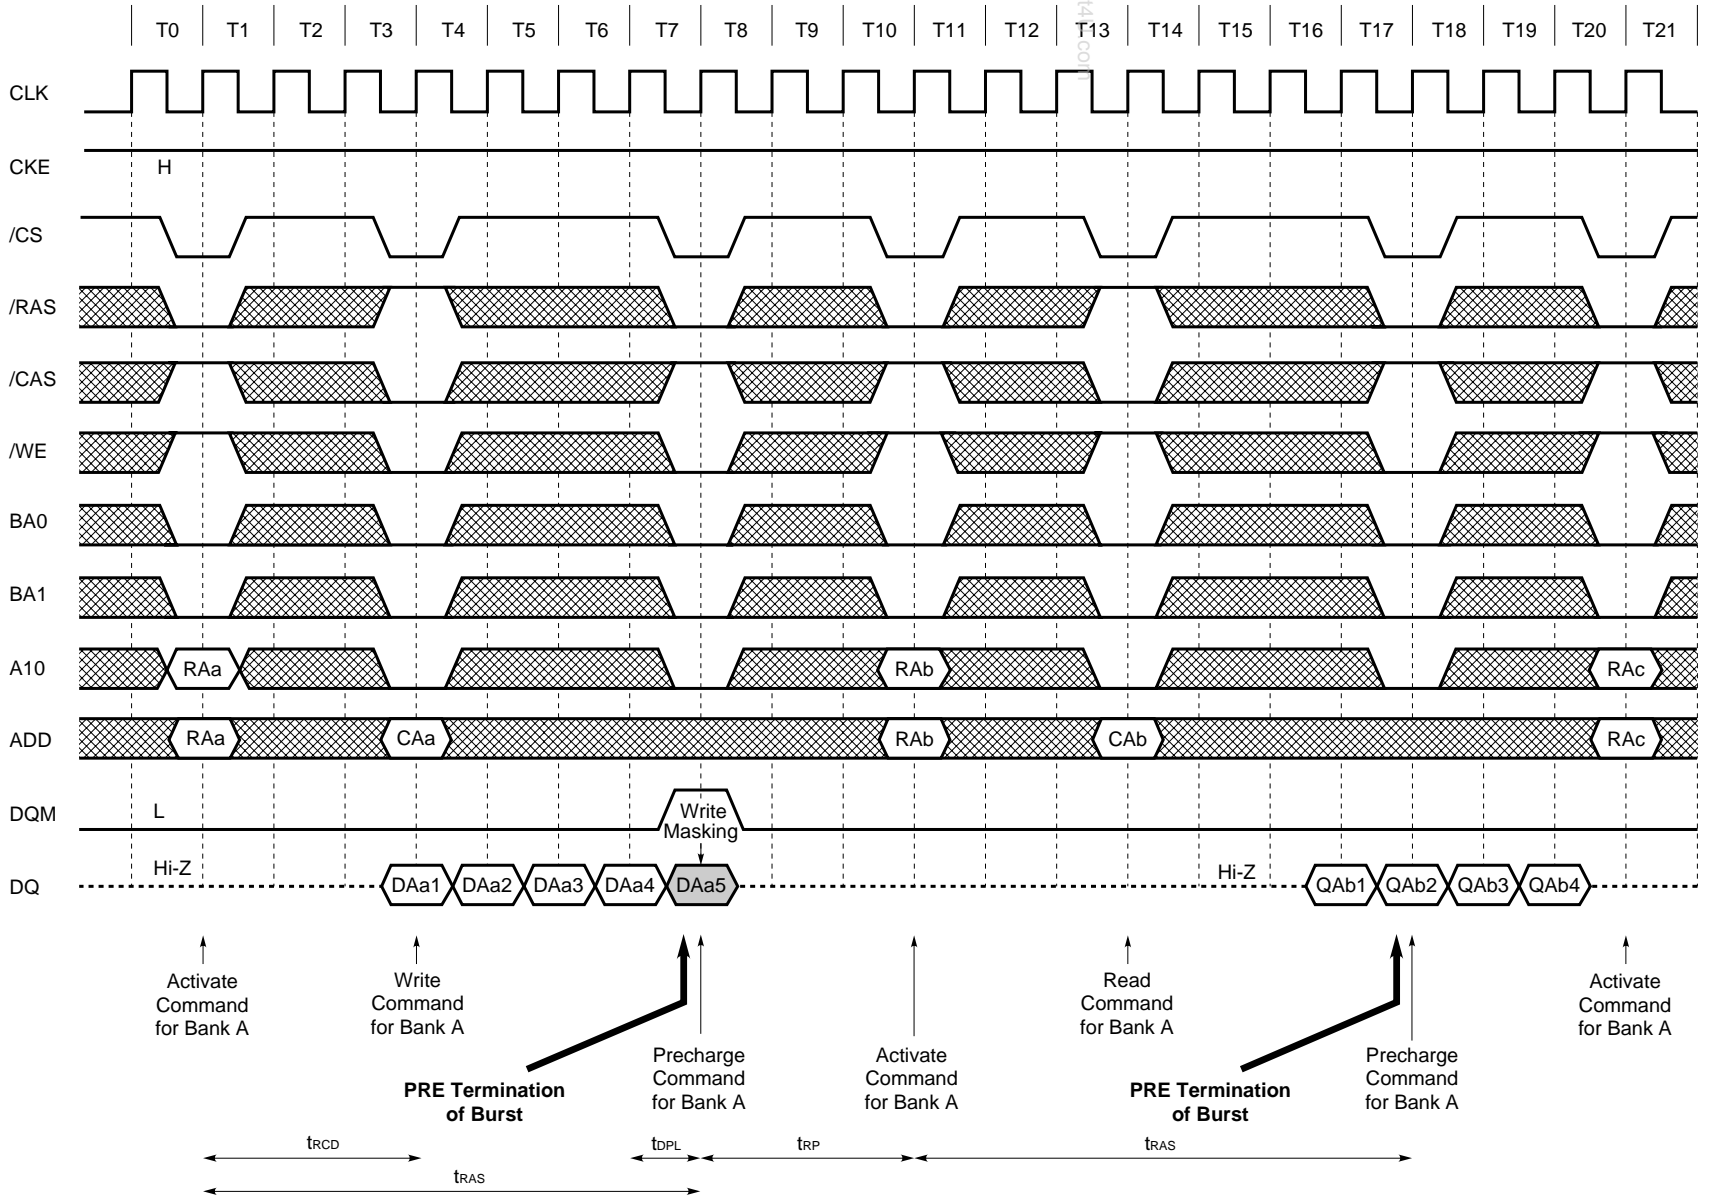 T0 T1 T2 T3 T4 T5 T6 T7 T8 T9 T10 T11 T12 T13 T14 T15 T16 T17 T18 T19 T20 T21
CLK
CKE H
/CS
/RAS
/CAS
/WE
BA0
BA1
A10 RAa RAb RAc
ADD RAa CAa RAb CAb RAc
DQM L Write
Masking
Hi-Z Hi-Z
DQ DAa1 DAa2 DAa3 DAa4 DAa5 QAb1 QAb2 QAb3 QAb4
Activate
Command
for Bank A
Write
Command
for Bank A
Read
Command
for Bank A
Activate
Command
for Bank A
PRE Termination
of Burst
Precharge
Command
for Bank A
Activate
Command
for Bank A
PRE Termination
of Burst
Precharge
Command
for Bank A
tRCD tDPL tRP tRAS
tRAS